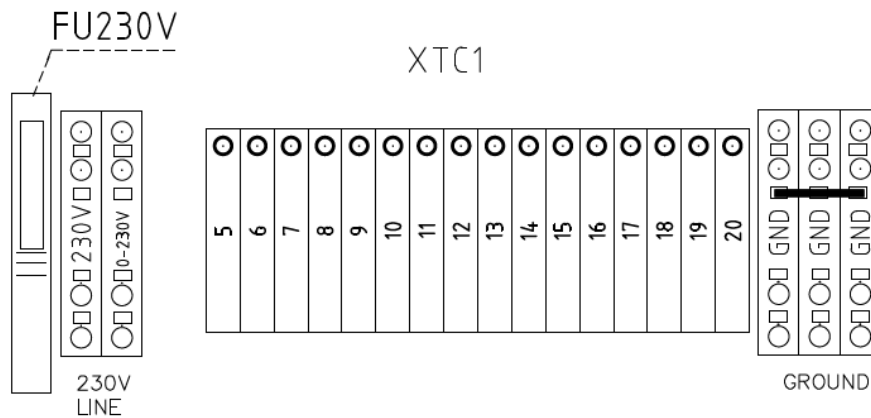 FU230V
XTC1
230V
0-230V
5
6
7
8
9
10
11
12
13
14
15
16
17
18
19
20
GND
GND
GND
230V
LINE
GROUND